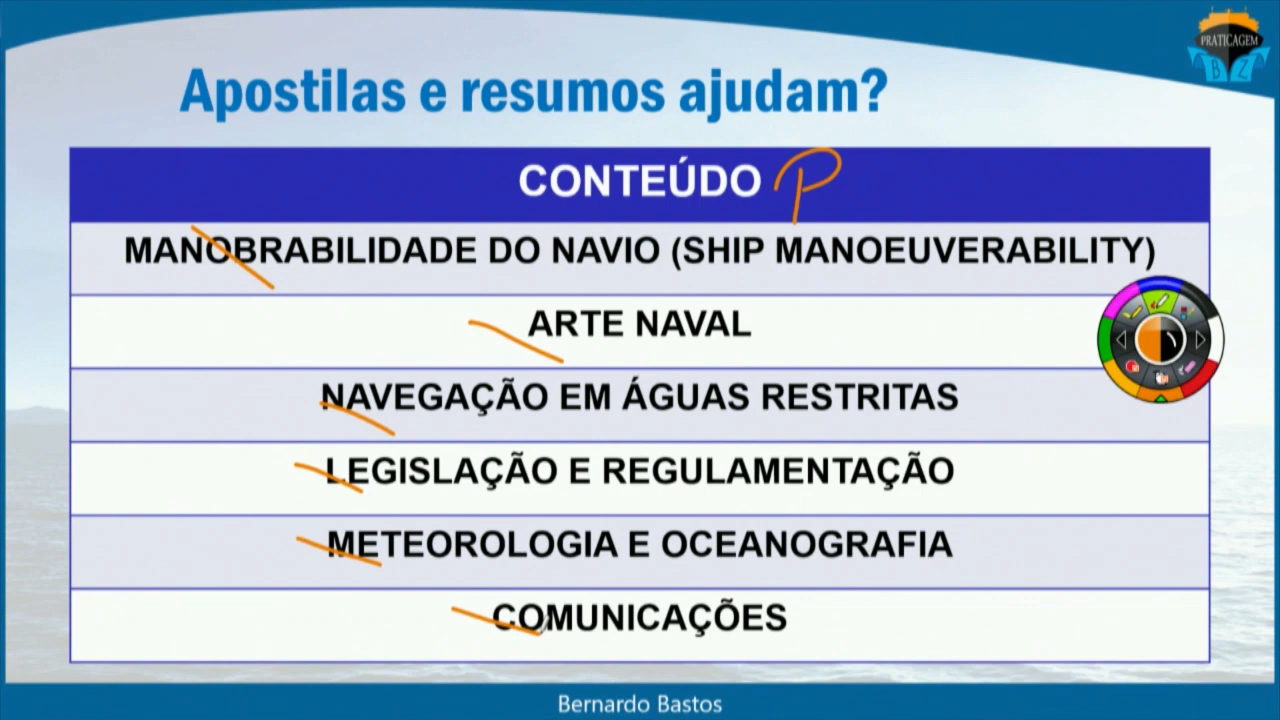 PRATICAGEM
BZ
Apostilas e resumos ajudam?
CONTEÚDO P
MANOBRABILIDADE DO NAVIO (SHIP MANOEUVERABILITY)
ARTE NAVAL
NAVEGAÇÃO EM ÁGUAS RESTRITAS
LEGISLAÇÃO E REGULAMENTAÇÃO
METEOROLOGIA E OCEANOGRAFIA
COMUNICAÇÕES
Bernardo Bastos